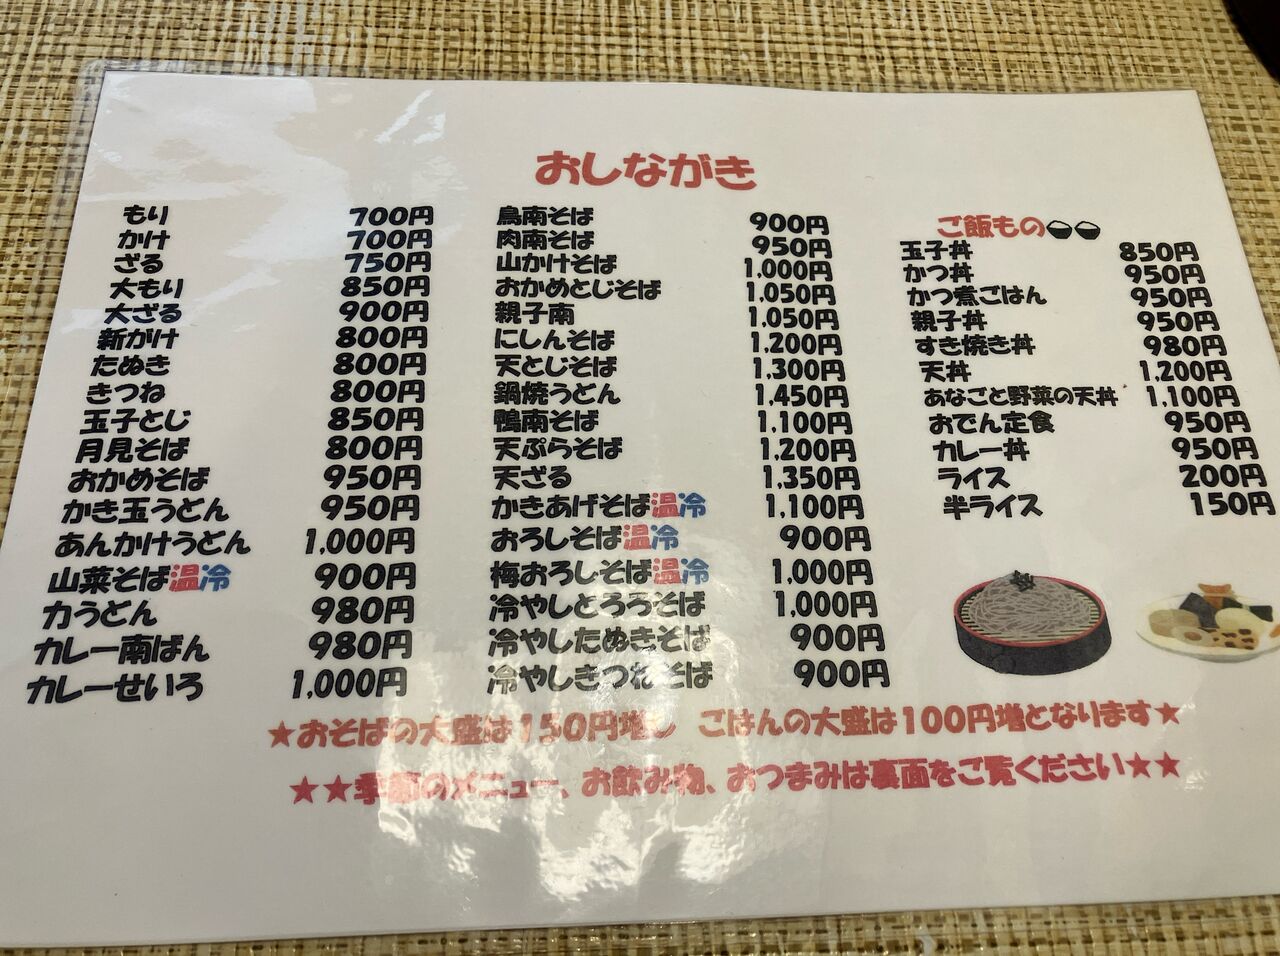 おしながき
もり 700円
かけ 700円
ざる 750円
大もり 850円
大ざる 900円
新がけ 800円
たぬき 800円
きつね 800円
玉子とじ 850円
月見そば 800円
おかめそば 950円
かき玉うどん 950円
あんかけうどん 1,000円
山菜そば温冷 900円
力うどん 980円
カレー南ばん 980円
カレーせいろ 1,000円
鳥南そば 900円
肉南そば 950円
山かけそば 1,000円
おかめとじそば 1,050円
親子南 1,050円
にしんそば 1,200円
天とじそば 1,300円
鍋焼うどん 1,450円
鴨南そば 1,100円
天ぷらそば 1,200円
天ざる 1,350円
かきあげそば温冷 1,100円
おろしそば温冷 900円
梅おろしそば温冷 1,000円
冷やしとろろそば 1,000円
冷やしたぬきそば 900円
冷やしきつねそば 900円
ご飯もの
玉子丼 850円
かつ丼 950円
かつ煮ごはん 950円
親子丼 950円
すき焼き丼 980円
天丼 1,200円
あなごと野菜の天丼 1,100円
おでん定食 950円
カレー丼 950円
ライス 200円
半ライス 150円
★おそばの大盛は150円増し ごはんの大盛は100円増となります★
★★季節のメニュー、お飲み物、おつまみは裏面をご覧ください★★